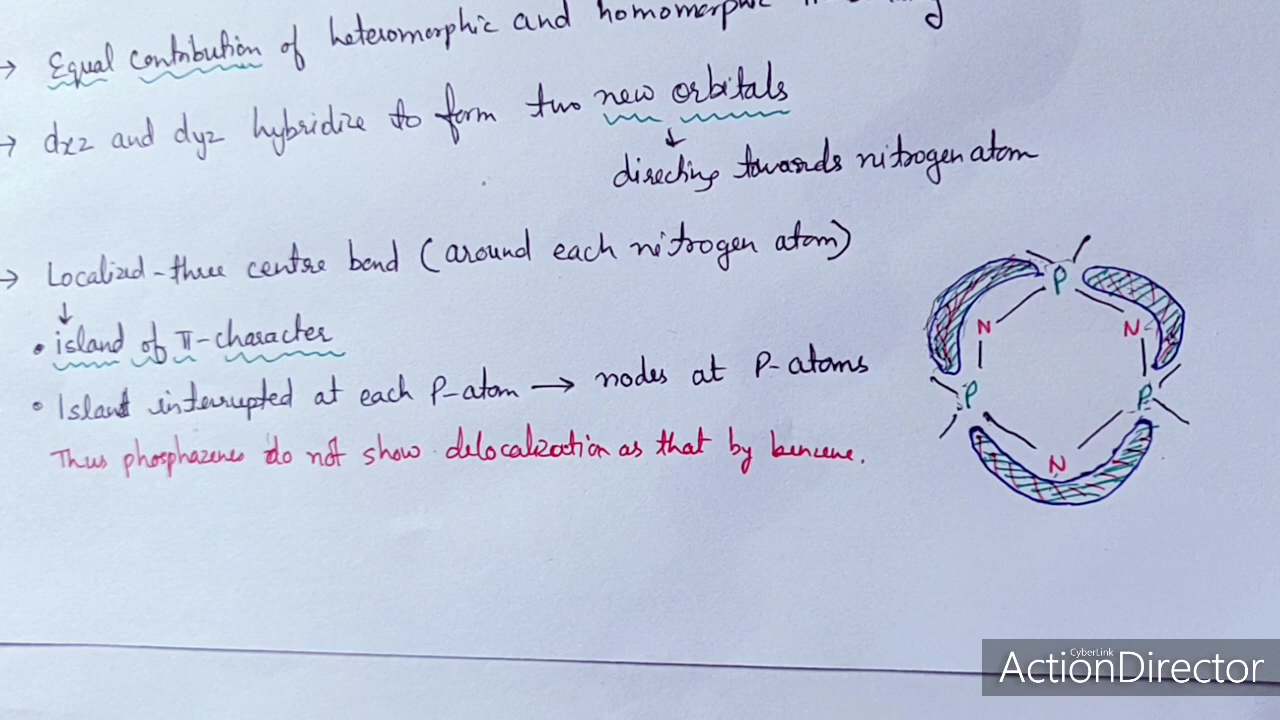 → Equal contribution of heteromorphic and homomorphic
→ dxz and dyz hybridize to form two new orbitals
↓
directing towards nitrogen atom
→ Localized-three centre bond (around each nitrogen atom)
↓
• island of π-character
• Island interrupted at each P-atom → nodes at P-atoms
Thus phosphazenes do not show delocalization as that by benzene.
P
N N
P P
N
CyberLink
ActionDirector